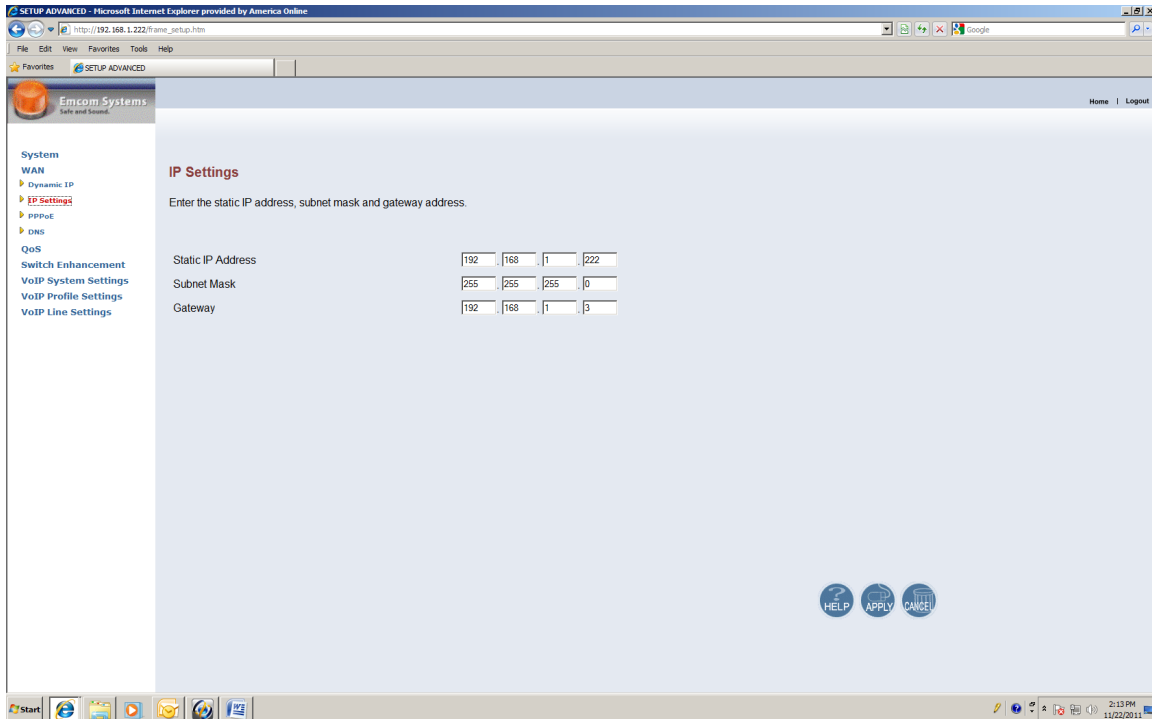 SETUP ADVANCED - Microsoft Internet Explorer provided by America Online
http://192.168.1.222/frame_setup.htm
Google
File Edit View Favorites Tools Help
Favorites SETUP ADVANCED
Emcom Systems
Safe and Sound.
Home | Logout
System
WAN
Dynamic IP
IP Settings
PPPoE
DNS
QoS
Switch Enhancement
VoIP System Settings
VoIP Profile Settings
VoIP Line Settings
IP Settings
Enter the static IP address, subnet mask and gateway address.
Static IP Address 192 . 168 . 1 . 222
Subnet Mask 255 . 255 . 255 . 0
Gateway 192 . 168 . 1 . 3
HELP APPLY CANCEL
Start
2:13 PM
11/22/2011